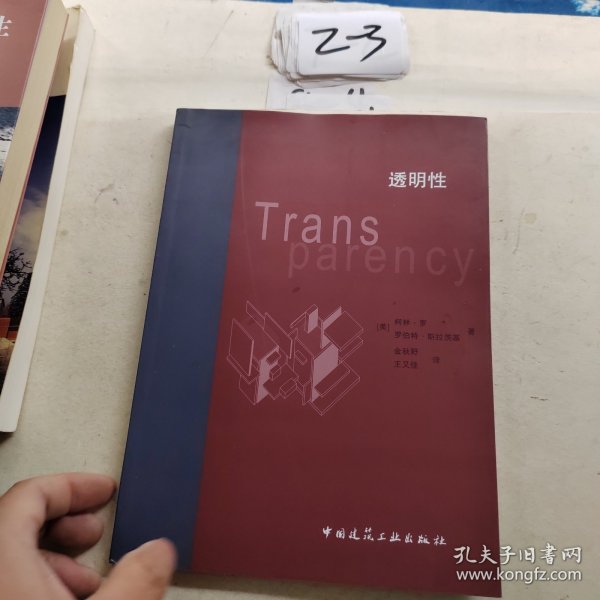 Z-3
透明性
Trans
parency
[美] 柯林·罗
罗伯特·斯拉茨基 著
金秋野
王又佳 译
中国建筑工业出版社
孔夫子旧书网
www.kongfz.com